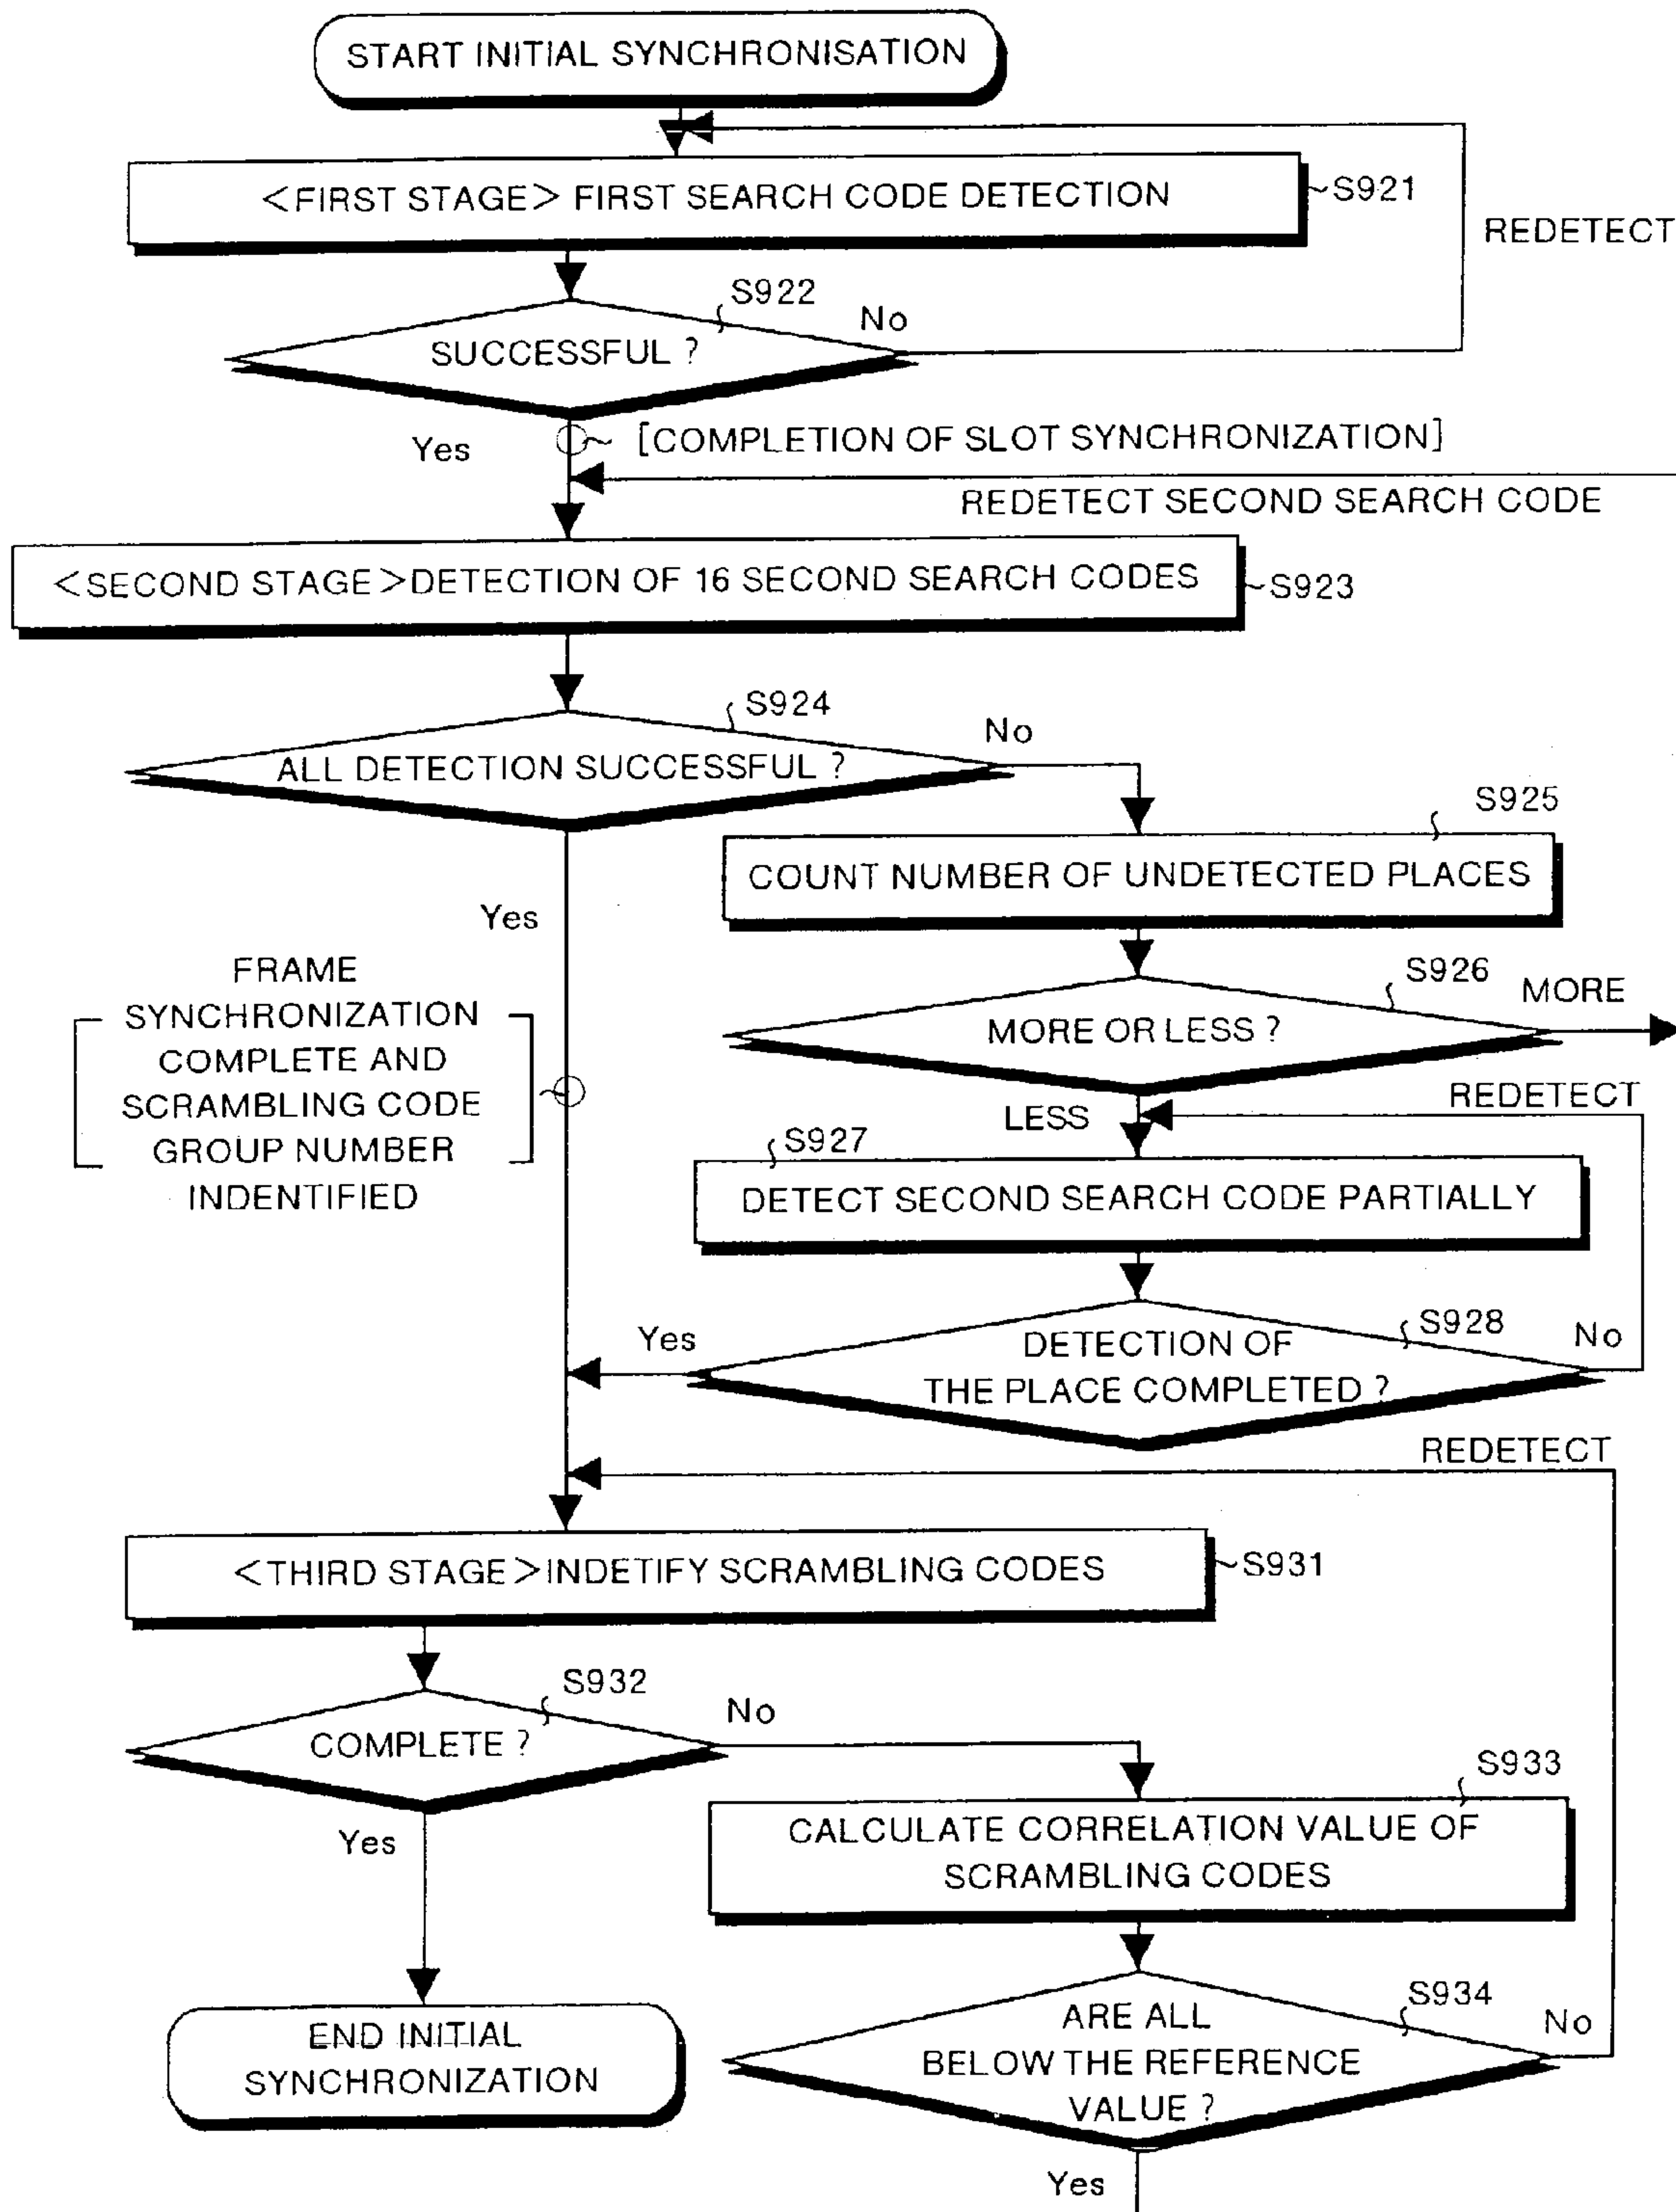 START INITIAL SYNCHRONISATION
<FIRST STAGE> FIRST SEARCH CODE DETECTION
S921
REDETECT
S922
No
SUCCESSFUL ?
Yes
[COMPLETION OF SLOT SYNCHRONIZATION]
REDETECT SECOND SEARCH CODE
<SECOND STAGE>DETECTION OF 16 SECOND SEARCH CODES
S923
S924
No
ALL DETECTION SUCCESSFUL ?
S925
COUNT NUMBER OF UNDETECTED PLACES
Yes
FRAME
SYNCHRONIZATION
COMPLETE AND
SCRAMBLING CODE
GROUP NUMBER
INDENTIFIED
S926
MORE
MORE OR LESS ?
LESS
REDETECT
S927
DETECT SECOND SEARCH CODE PARTIALLY
S928
Yes
No
DETECTION OF
THE PLACE COMPLETED ?
REDETECT
<THIRD STAGE>INDETIFY SCRAMBLING CODES
S931
S932
No
COMPLETE ?
S933
Yes
CALCULATE CORRELATION VALUE OF
SCRAMBLING CODES
S934
No
ARE ALL
BELOW THE REFERENCE
VALUE ?
END INITIAL
SYNCHRONIZATION
Yes